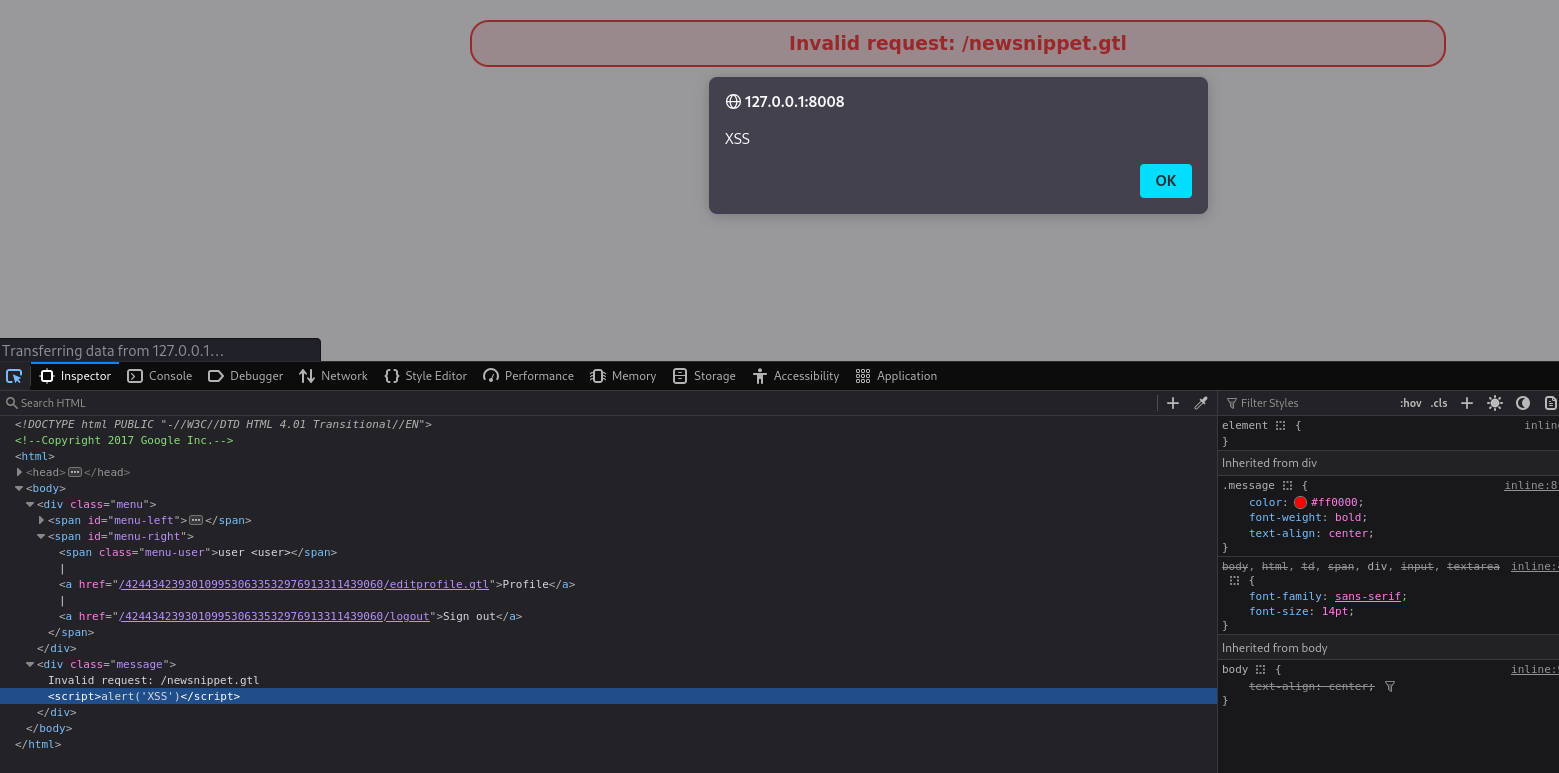 Invalid request: /newsnippet.gtl
127.0.0.1:8008
XSS
OK
Transferring data from 127.0.0.1…
Inspector Console Debugger Network Style Editor Performance Memory Storage Accessibility Application
Search HTML
Filter Styles :hov .cls
<!DOCTYPE html PUBLIC "-//W3C//DTD HTML 4.01 Transitional//EN">
<!--Copyright 2017 Google Inc.-->
<html>
<head></head>
<body>
<div class="menu">
<span id="menu-left"></span>
<span id="menu-right">
<span class="menu-user">user <user></span>
|
<a href="/424434239301099530633532976913311439060/editprofile.gtl">Profile</a>
|
<a href="/424434239301099530633532976913311439060/logout">Sign out</a>
</span>
</div>
<div class="message">
Invalid request: /newsnippet.gtl
<script>alert('XSS')</script>
</div>
</body>
</html>
element { inline
}
Inherited from div
.message { inline:8
color: #ff0000;
font-weight: bold;
text-align: center;
}
body, html, td, span, div, input, textarea inline:
{
font-family: sans-serif;
font-size: 14pt;
}
Inherited from body
body { inline:
text-align: center;
}